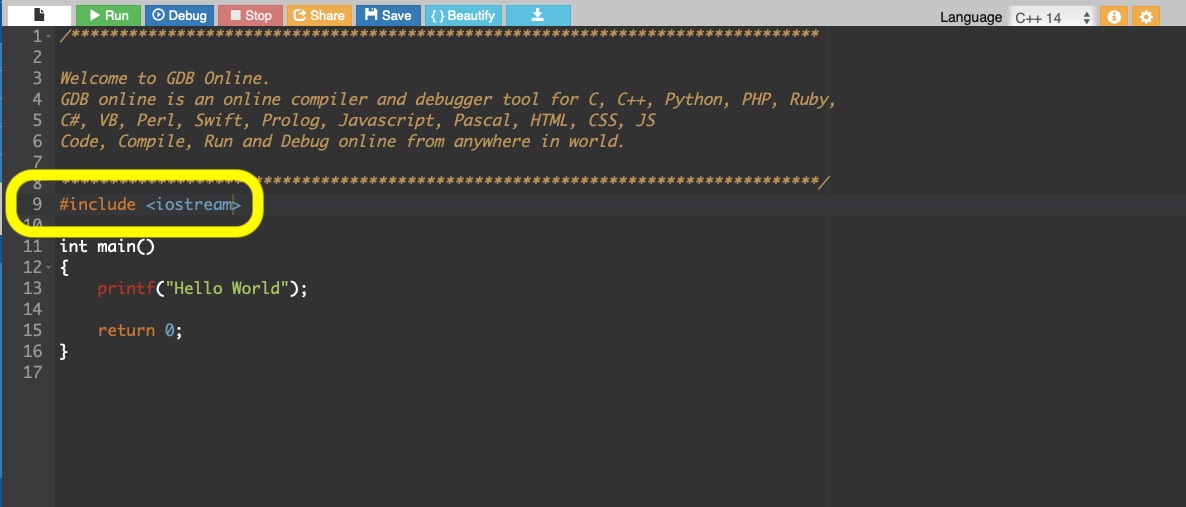 Run Debug Stop Share Save {} Beautify Language C++ 14
1 /******************************************************************************
2
3 Welcome to GDB Online.
4 GDB online is an online compiler and debugger tool for C, C++, Python, PHP, Ruby,
5 C#, VB, Perl, Swift, Prolog, Javascript, Pascal, HTML, CSS, JS
6 Code, Compile, Run and Debug online from anywhere in world.
7
8 *******************************************************************************/
9 #include <iostream>
10
11 int main()
12 {
13 printf("Hello World");
14
15 return 0;
16 }
17